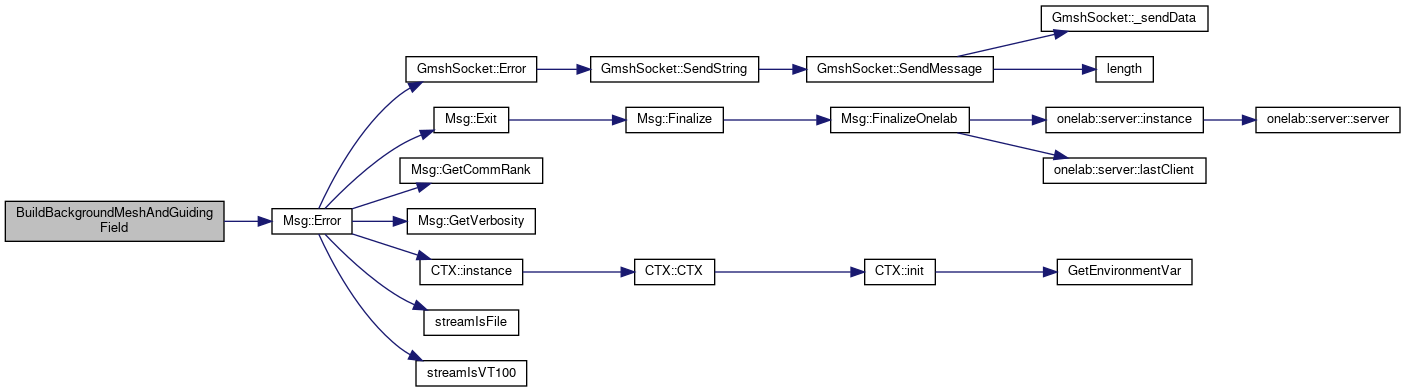 GmshSocket::_sendData
GmshSocket::Error
GmshSocket::SendString
GmshSocket::SendMessage
length
Msg::Exit
Msg::Finalize
Msg::FinalizeOnelab
onelab::server::instance
onelab::server::server
Msg::GetCommRank
onelab::server::lastClient
BuildBackgroundMeshAndGuiding
Field
Msg::Error
Msg::GetVerbosity
CTX::instance
CTX::CTX
CTX::init
GetEnvironmentVar
streamIsFile
streamIsVT100